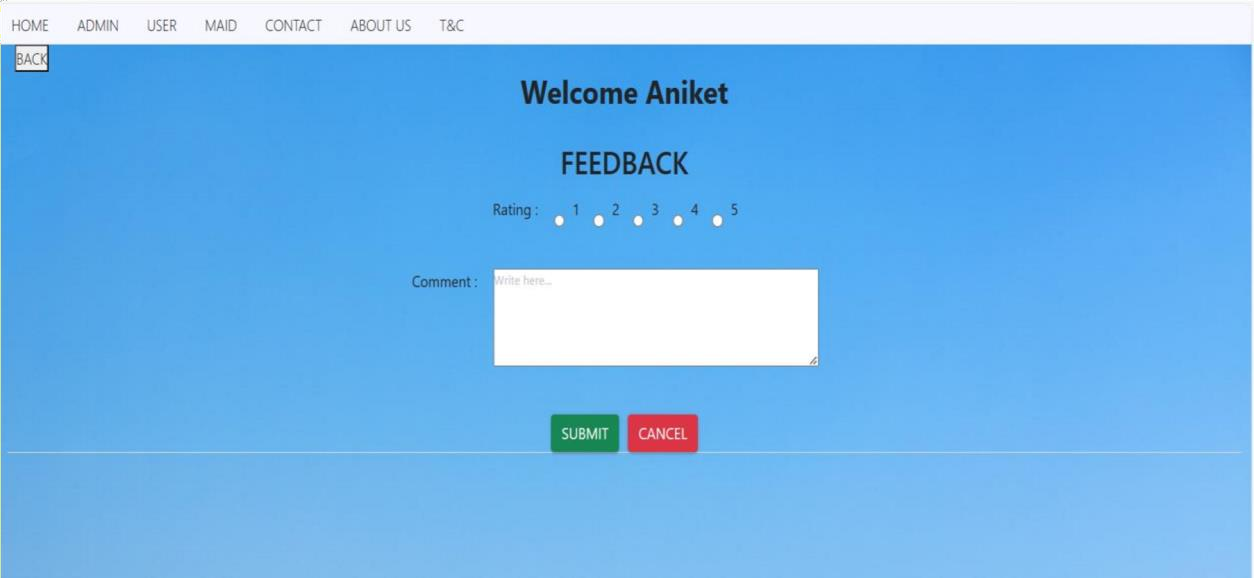 HOME ADMIN USER MAID CONTACT ABOUT US T&C
BACK
Welcome Aniket
FEEDBACK
Rating : 1 2 3 4 5
Comment : Write here...
SUBMIT CANCEL